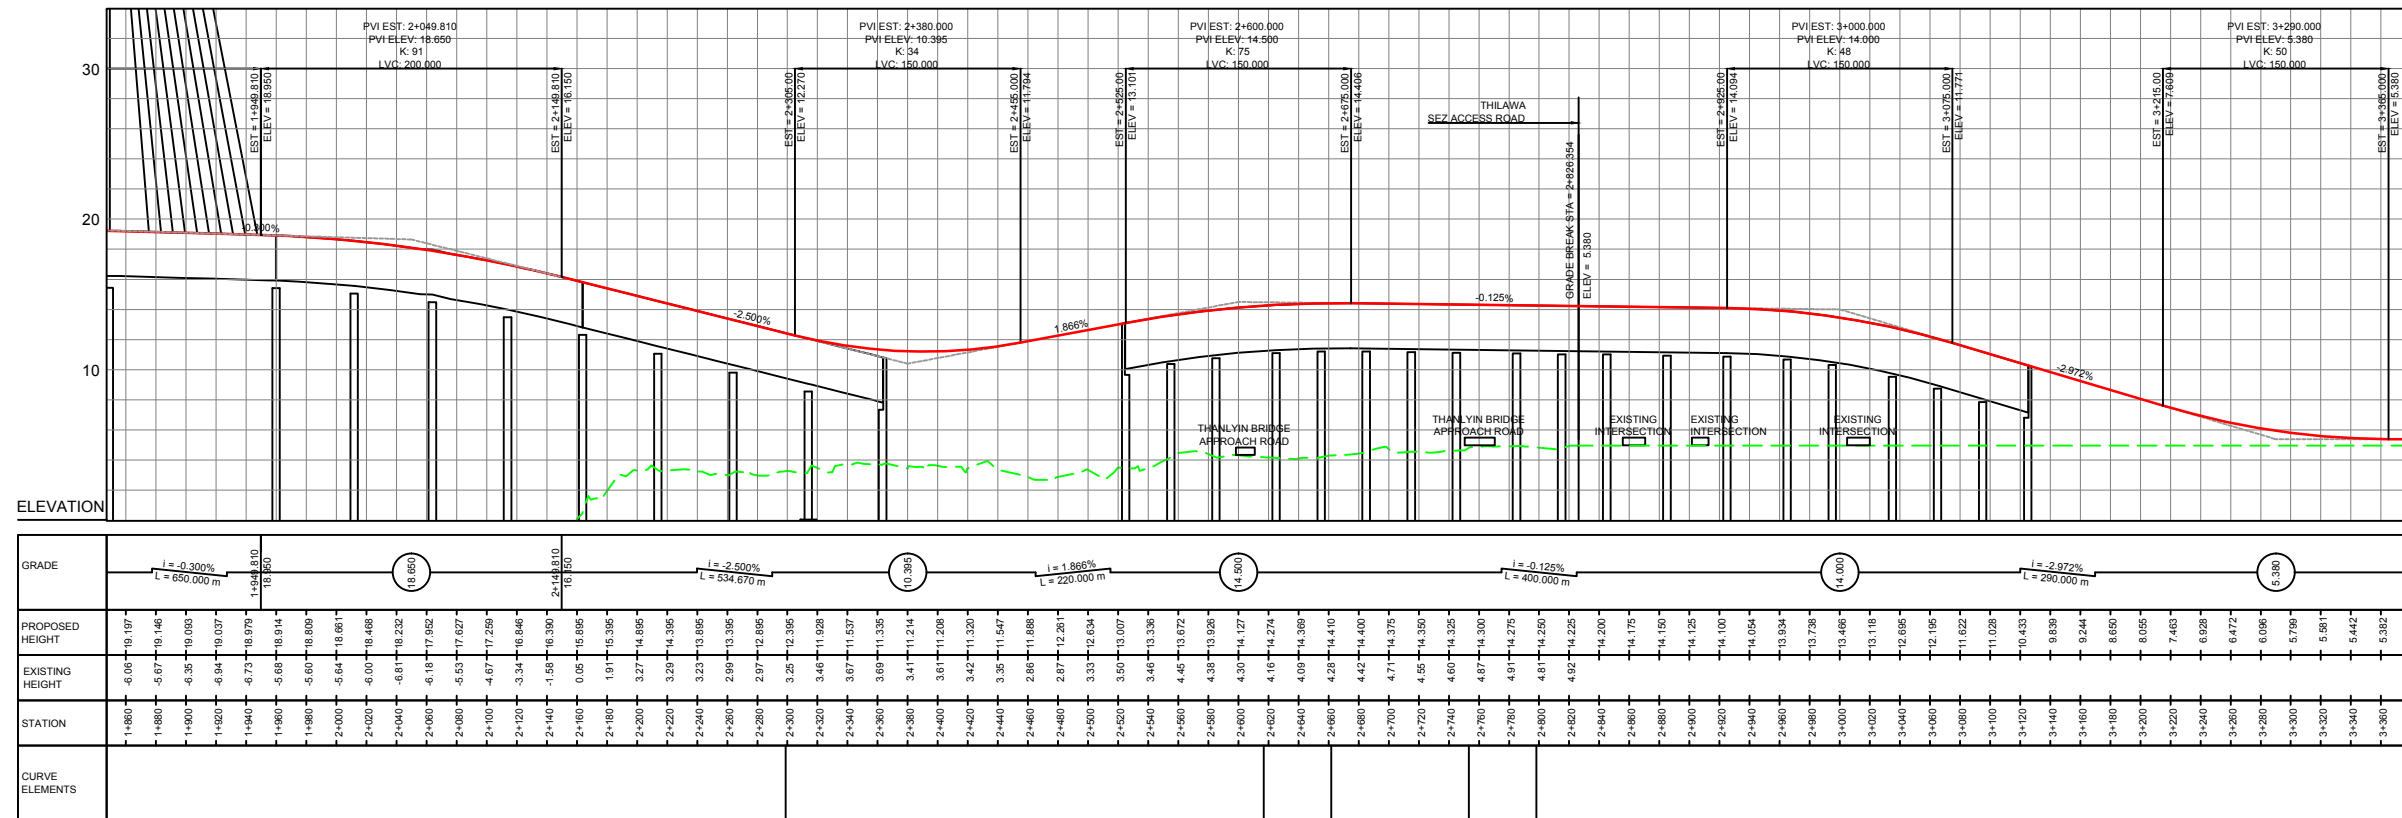 PVI EST: 2+049.810
PVI ELEV: 18.650
K: 91
LVC: 200.000
PVI EST: 2+380.000
PVI ELEV: 10.395
K: 34
LVC: 150.000
PVI EST: 2+600.000
PVI ELEV: 14.500
K: 75
LVC: 150.000
PVI EST: 3+000.000
PVI ELEV: 14.000
K: 48
LVC: 150.000
PVI EST: 3+290.000
PVI ELEV: 5.380
K: 50
LVC: 150.000
30
20
10
ELEVATION
EST = 1+949.810
ELEV = 18.950
EST = 2+149.810
ELEV = 16.150
EST = 2+305.00
ELEV = 12.270
EST = 2+455.000
ELEV = 11.794
EST = 2+525.00
ELEV = 13.101
EST = 2+675.000
ELEV = 14.406
THILAWA
SEZ ACCESS ROAD
GRADE BREAK STA = 2+826.354
ELEV = 5.380
EST = 2+925.00
ELEV = 14.094
EST = 3+075.000
ELEV = 11.771
EST = 3+215.00
ELEV = 7.609
EST = 3+365.000
ELEV = 5.380
-0.300%
-2.500%
1.866%
-0.125%
-2.972%
THANLYIN BRIDGE
APPROACH ROAD
THANLYIN BRIDGE
APPROACH ROAD
EXISTING
INTERSECTION
EXISTING
INTERSECTION
EXISTING
INTERSECTION
GRADE
i = -0.300%
L = 650.000 m
1+949.810
18.950
18.650
2+149.810
16.150
i = -2.500%
L = 534.670 m
10.395
i = 1.866%
L = 220.000 m
14.500
i = -0.125%
L = 400.000 m
14.000
i = -2.972%
L = 290.000 m
5.380
PROPOSED
HEIGHT
19.197 19.146 19.093 19.037 18.979 18.914 18.809 18.661 18.468 18.232 17.952 17.627 17.259 16.846 16.390 15.895 15.395 14.895 14.395 13.895 13.395 12.895 12.395 11.928 11.537 11.335 11.214 11.208 11.320 11.547 11.888 12.261 12.634 13.007 13.336 13.672 13.926 14.127 14.274 14.369 14.410 14.400 14.375 14.350 14.325 14.300 14.275 14.250 14.225 14.200 14.175 14.150 14.125 14.100 14.054 13.934 13.738 13.466 13.118 12.695 12.195 11.622 11.028 10.433 9.839 9.244 8.650 8.055 7.463 6.928 6.472 6.096 5.799 5.581 5.442 5.382
EXISTING
HEIGHT
-6.06 -5.67 -6.35 -6.94 -6.73 -5.68 -5.60 -5.64 -6.00 -6.81 -6.18 -5.53 -4.67 -3.34 -1.58 0.05 1.91 3.27 3.29 3.23 2.99 2.97 3.25 3.46 3.67 3.69 3.41 3.61 3.42 3.35 2.86 2.87 3.33 3.50 3.46 4.45 4.38 4.30 4.16 4.09 4.28 4.42 4.71 4.55 4.60 4.87 4.91 4.81 4.92
STATION
1+860 1+880 1+900 1+920 1+940 1+960 1+980 2+000 2+020 2+040 2+060 2+080 2+100 2+120 2+140 2+160 2+180 2+200 2+220 2+240 2+260 2+280 2+300 2+320 2+340 2+360 2+380 2+400 2+420 2+440 2+460 2+480 2+500 2+520 2+540 2+560 2+580 2+600 2+620 2+640 2+660 2+680 2+700 2+720 2+740 2+760 2+780 2+800 2+820 2+840 2+860 2+880 2+900 2+920 2+940 2+960 2+980 3+000 3+020 3+040 3+060 3+080 3+100 3+120 3+140 3+160 3+180 3+200 3+220 3+240 3+260 3+280 3+300 3+320 3+340 3+360
CURVE
ELEMENTS